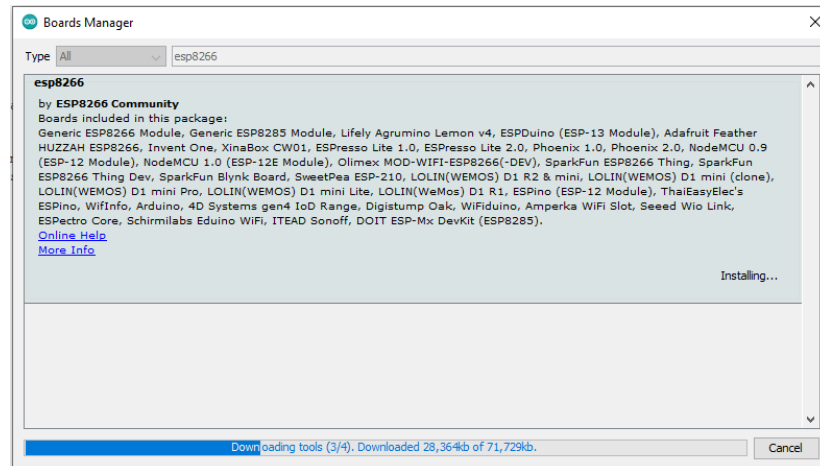 Boards Manager
Type All esp8266
esp8266
by ESP8266 Community
Boards included in this package:
Generic ESP8266 Module, Generic ESP8285 Module, Lifely Agrumino Lemon v4, ESPDuino (ESP-13 Module), Adafruit Feather
HUZZAH ESP8266, Invent One, XinaBox CW01, ESPresso Lite 1.0, ESPresso Lite 2.0, Phoenix 1.0, Phoenix 2.0, NodeMCU 0.9
(ESP-12 Module), NodeMCU 1.0 (ESP-12E Module), Olimex MOD-WIFI-ESP8266(-DEV), SparkFun ESP8266 Thing, SparkFun
ESP8266 Thing Dev, SparkFun Blynk Board, SweetPea ESP-210, LOLIN(WEMOS) D1 R2 & mini, LOLIN(WEMOS) D1 mini (clone),
LOLIN(WEMOS) D1 mini Pro, LOLIN(WEMOS) D1 mini Lite, LOLIN(WeMos) D1 R1, ESPino (ESP-12 Module), ThaiEasyElec's
ESPino, WifInfo, Arduino, 4D Systems gen4 IoD Range, Digistump Oak, WiFiduino, Amperka WiFi Slot, Seeed Wio Link,
ESPectro Core, Schirmilabs Eduino WiFi, ITEAD Sonoff, DOIT ESP-Mx DevKit (ESP8285).
Online Help
More Info
Installing...
Downloading tools (3/4). Downloaded 28,364kb of 71,729kb.
Cancel